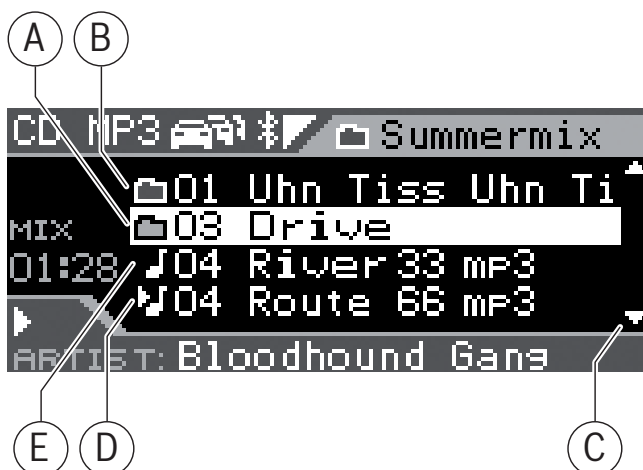 A B
CD MP3 Summermix
01 Uhn Tiss Uhn Ti
03 Drive
MIX
01:28 04 River 33 mp3
04 Route 66 mp3
ARTIST: Bloodhound Gang
E D C